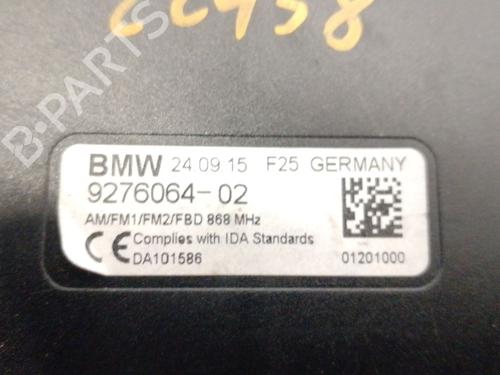 CC458
B-PARTS
BMW 24 09 15 F25 GERMANY
9276064-02
AM/FM1/FM2/FBD 868 MHz
CE Complies with IDA Standards
DA101586
01201000